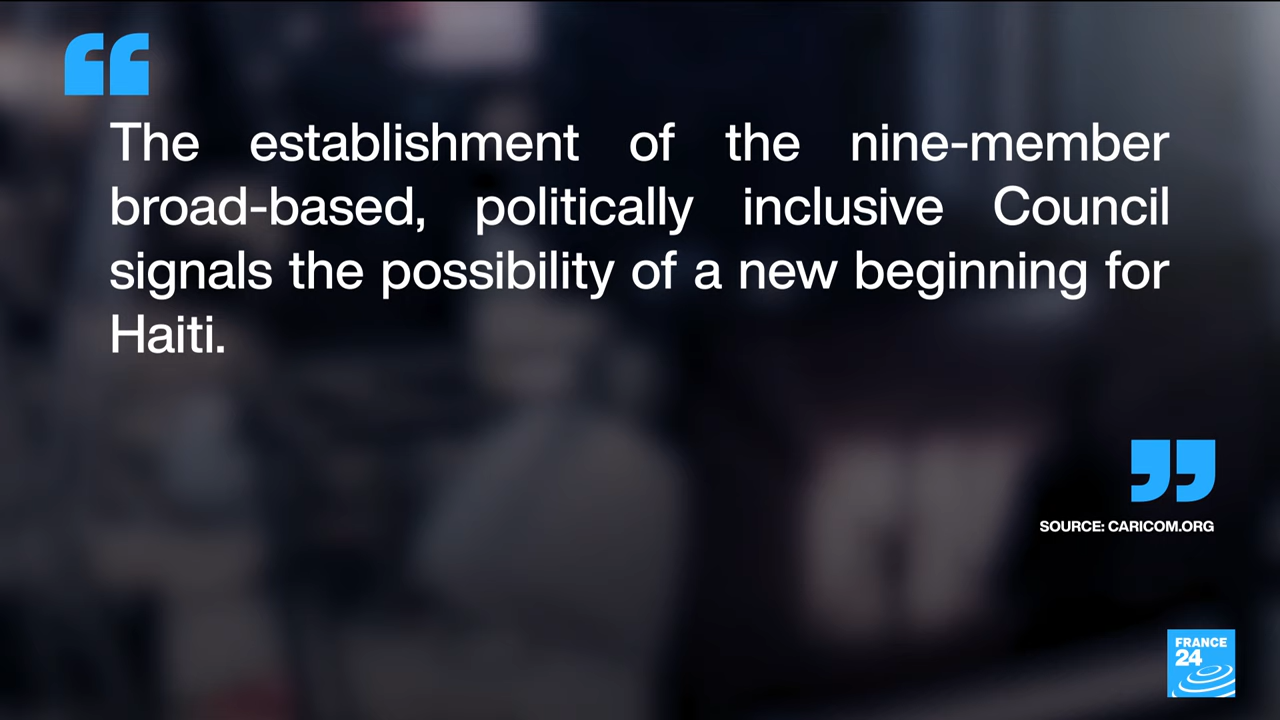 The establishment of the nine-member
broad-based, politically inclusive Council
signals the possibility of a new beginning for
Haiti.
SOURCE: CARICOM.ORG
FRANCE
24